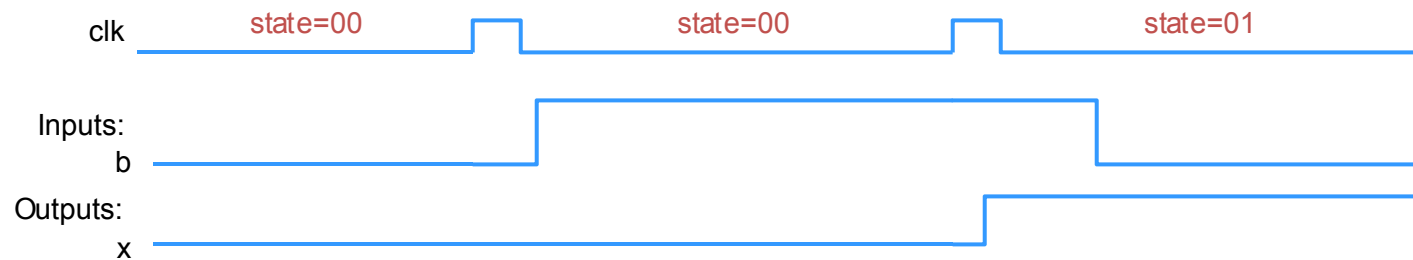 clk state=00 state=00 state=01
Inputs:
b
Outputs:
x